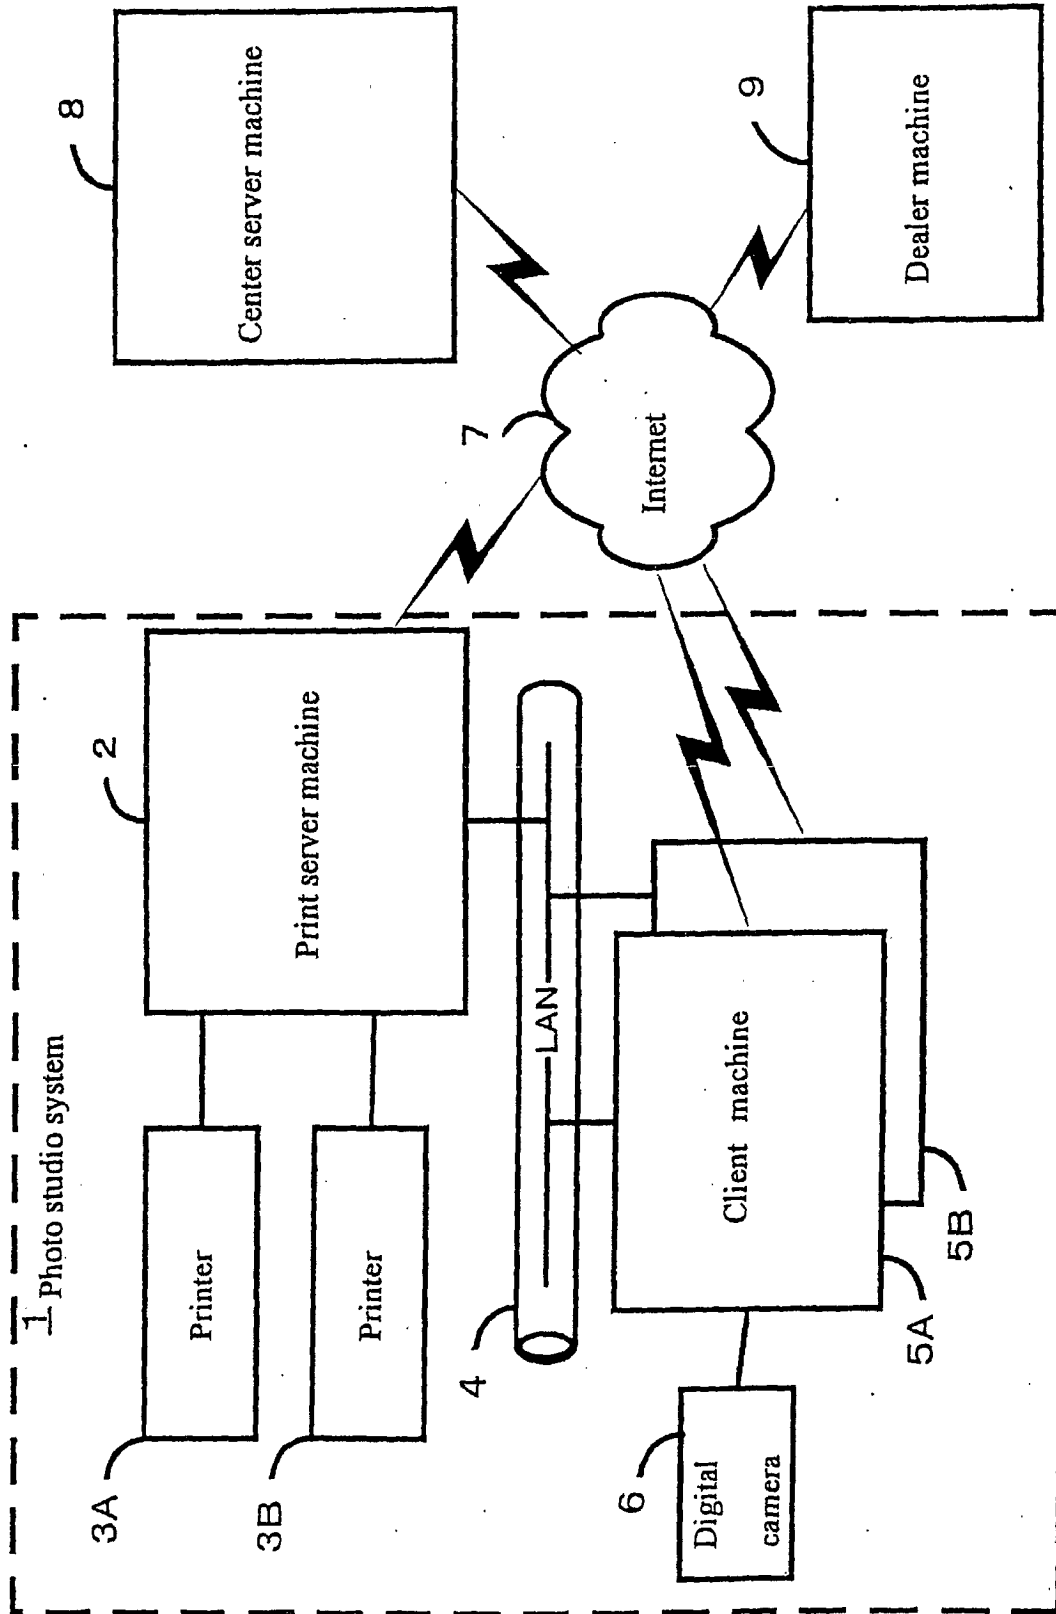 1 Photo studio system
3A
Printer
3B
Printer
2
Print server machine
4
LAN
6
Digital
camera
Client machine
5A
5B
7
Internet
8
Center server machine
9
Dealer machine